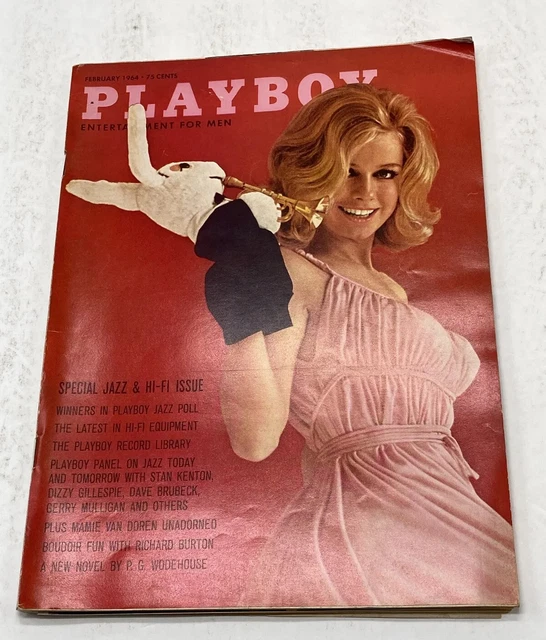 FEBRUARY 1964 • 75 CENTS
PLAYBOY
ENTERTAINMENT FOR MEN
SPECIAL JAZZ & HI-FI ISSUE
WINNERS IN PLAYBOY JAZZ POLL
THE LATEST IN HI-FI EQUIPMENT
THE PLAYBOY RECORD LIBRARY
PLAYBOY PANEL ON JAZZ TODAY
AND TOMORROW WITH STAN KENTON,
DIZZY GILLESPIE, DAVE BRUBECK,
GERRY MULLIGAN AND OTHERS
PLUS MAMIE VAN DOREN UNADORNED
BOUDOIR FUN WITH RICHARD BURTON
A NEW NOVEL BY P. G. WODEHOUSE